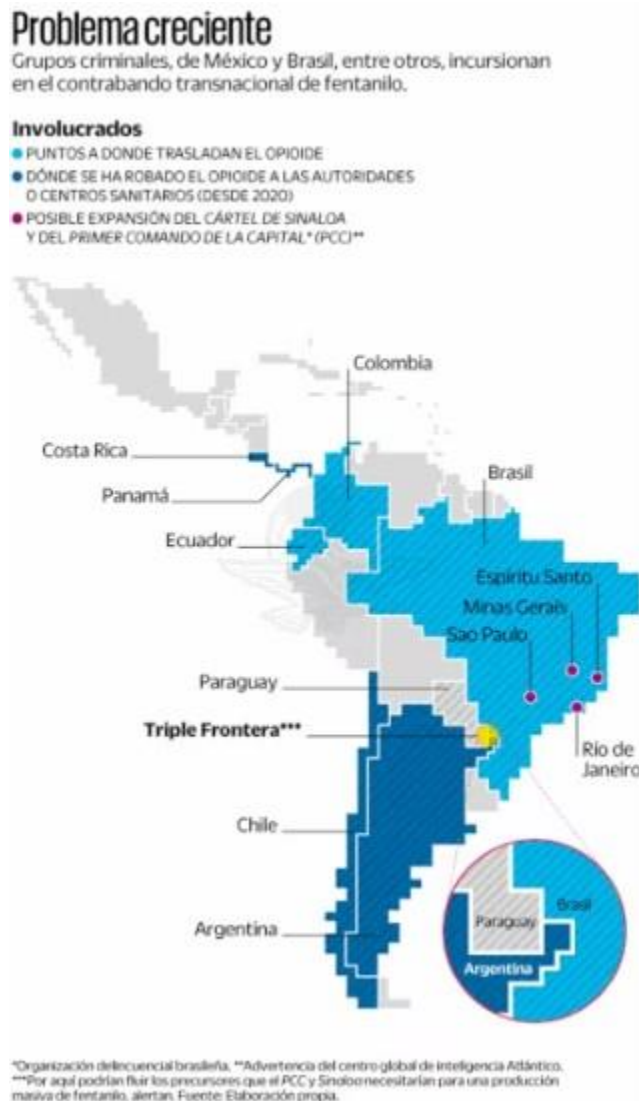 Problema creciente
Grupos criminales, de México y Brasil, entre otros, incursionan
en el contrabando transnacional de fentanilo.
Involucrados
PUNTOS A DONDE TRASLADAN EL OPIOIDE
DÓNDE SE HA ROBADO EL OPIOIDE A LAS AUTORIDADES
O CENTROS SANITARIOS (DESDE 2020)
POSIBLE EXPANSIÓN DEL CÁRTEL DE SINALOA
Y DEL PRIMER COMANDO DE LA CAPITAL* (PCC)**
Colombia
Costa Rica
Panamá
Brasil
Ecuador
Espíritu Santo
Minas Gerais
Sao Paulo
Paraguay
Triple Frontera***
Río de
Janeiro
Chile
Argentina
Brasil
Paraguay
Argentina
*Organización delincuencial brasileña. **Advertencia del centro global de inteligencia Atlántico.
***Por aquí podrían fluir los precursores que el PCC y Sinaloa necesitarían para una producción
masiva de fentanilo, alertan. Fuente: Elaboración propia.